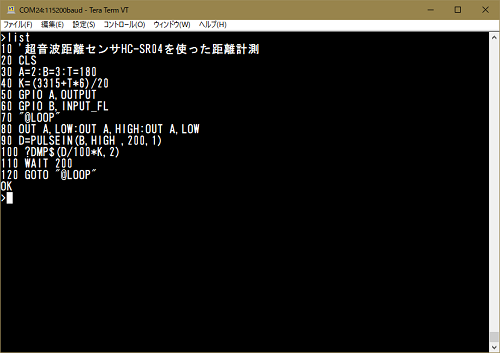 COM24:115200baud - Tera Term VT
ファイル(F) 編集(E) 設定(S) コントロール(O) ウィンドウ(W) ヘルプ(H)
>list
10 '超音波距離センサHC-SR04を使った距離計測
20 CLS
30 A=2:B=3:T=180
40 K=(3315+T*6)/20
50 GPIO A,OUTPUT
60 GPIO B,INPUT_FL
70 "@LOOP"
80 OUT A,LOW:OUT A,HIGH:OUT A,LOW
90 D=PULSEIN(B,HIGH ,200,1)
100 ?DMP$(D/100*K,2)
110 WAIT 200
120 GOTO "@LOOP"
OK
>